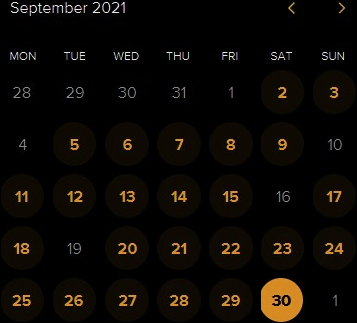 September 2021
MON TUE WED THU FRI SAT SUN
28 29 30 31 1 2 3
4 5 6 7 8 9 10
11 12 13 14 15 16 17
18 19 20 21 22 23 24
25 26 27 28 29 30 1